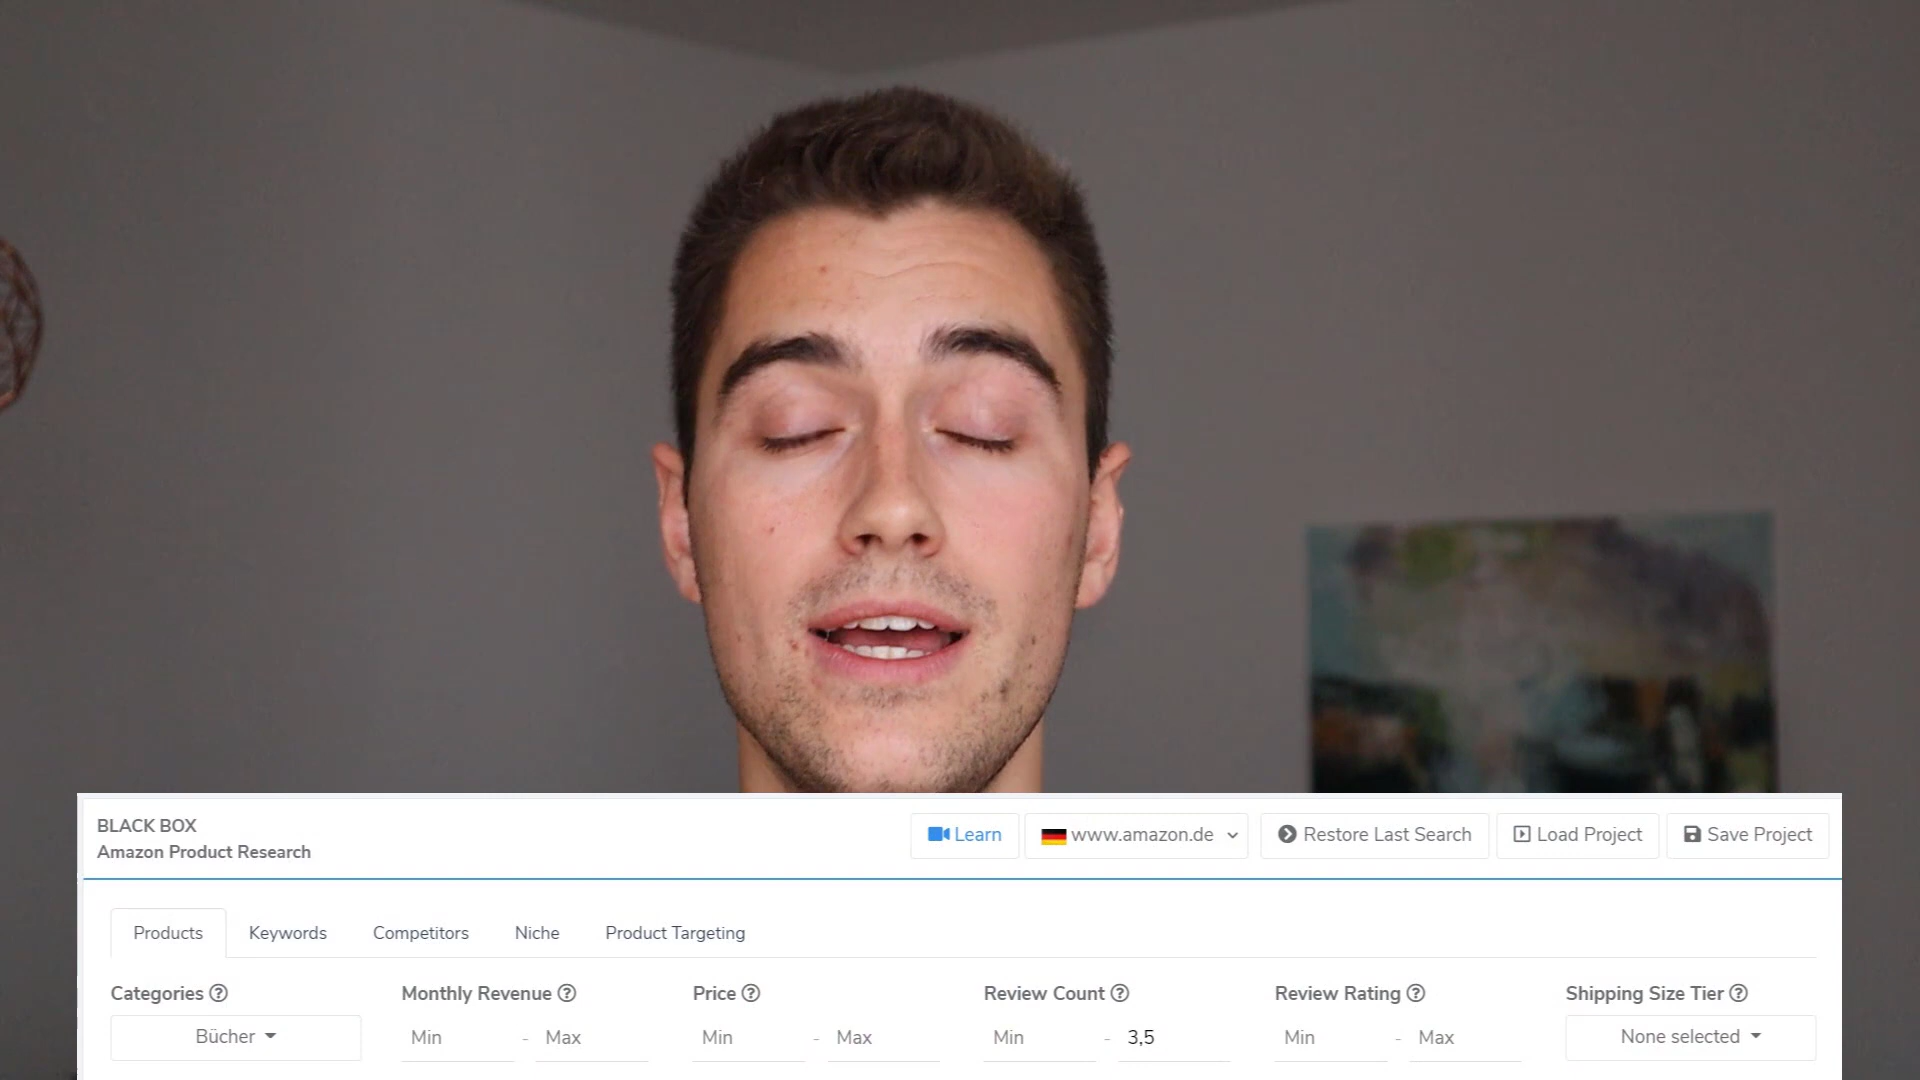 BLACK BOX
Amazon Product Research
Learn
www.amazon.de
Restore Last Search
Load Project
Save Project
Products Keywords Competitors Niche Product Targeting
Categories Monthly Revenue Price Review Count Review Rating Shipping Size Tier
Bücher Min - Max Min - Max Min - 3,5 Min - Max None selected